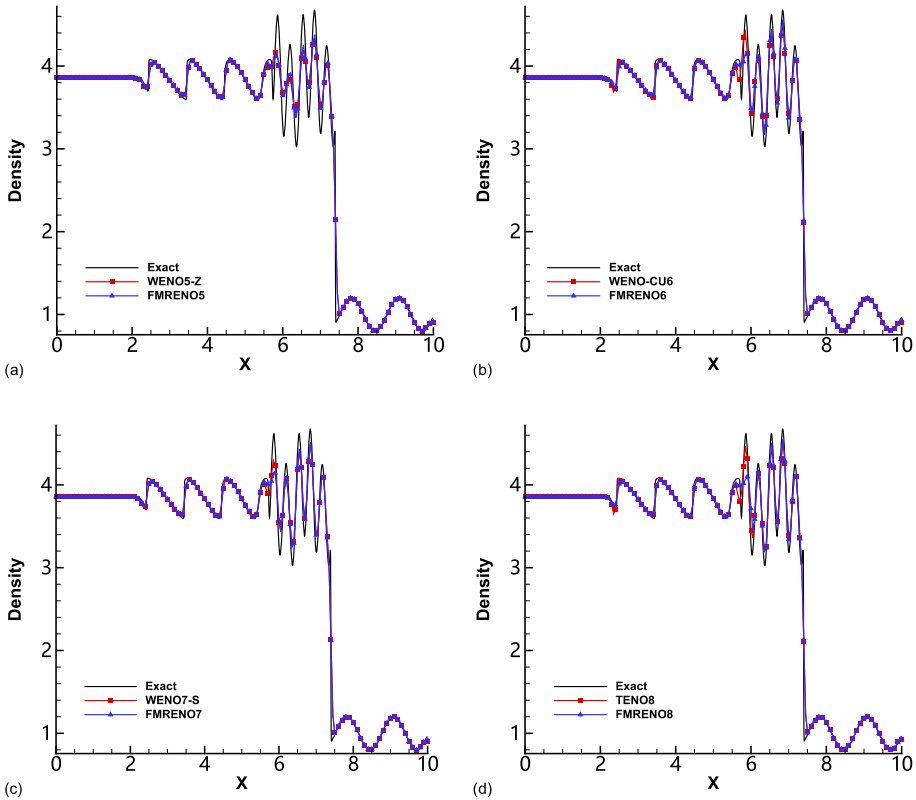 4
3
2
1
Density
Exact
WENO5-Z
FMRENO5
0 2 4 6 8 10
X
(a)
4
3
2
1
Density
Exact
WENO-CU6
FMRENO6
0 2 4 6 8 10
X
(b)
4
3
2
1
Density
Exact
WENO7-S
FMRENO7
0 2 4 6 8 10
X
(c)
4
3
2
1
Density
Exact
TENO8
FMRENO8
0 2 4 6 8 10
X
(d)